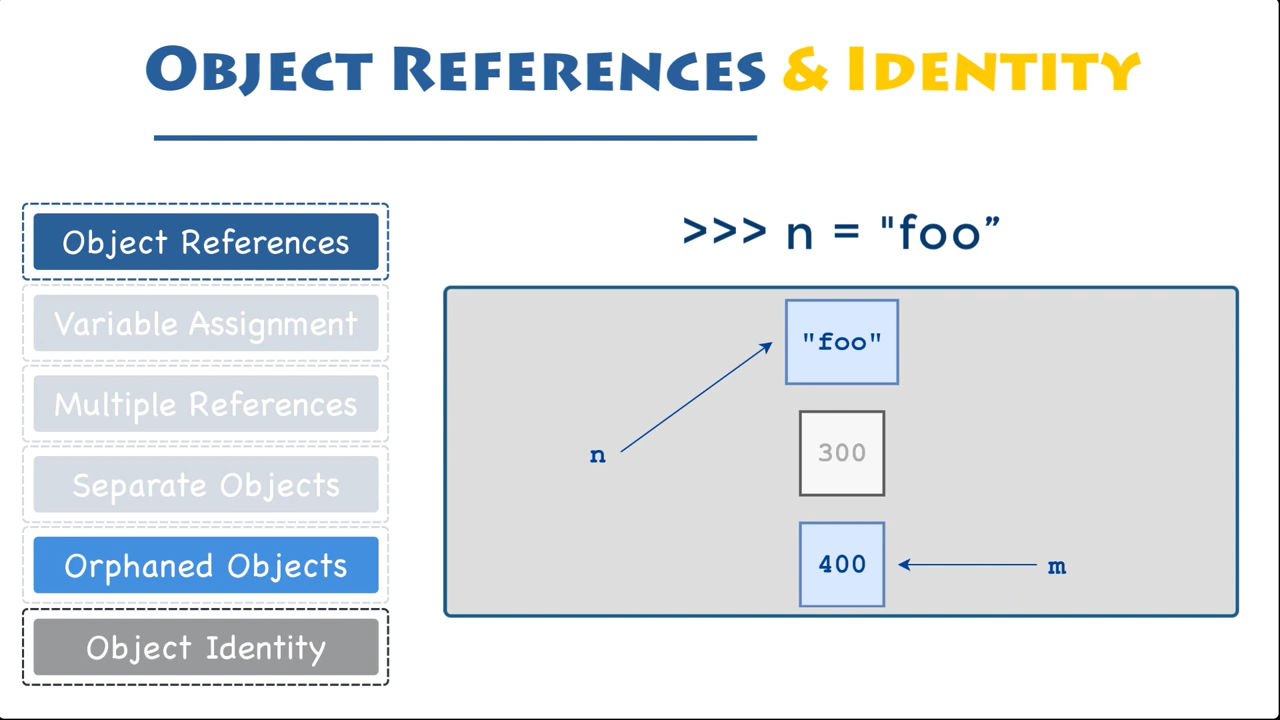 OBJECT REFERENCES & IDENTITY
Object References
Variable Assignment
Multiple References
Separate Objects
Orphaned Objects
Object Identity
>>> n = "foo”
"foo"
n
300
400
m